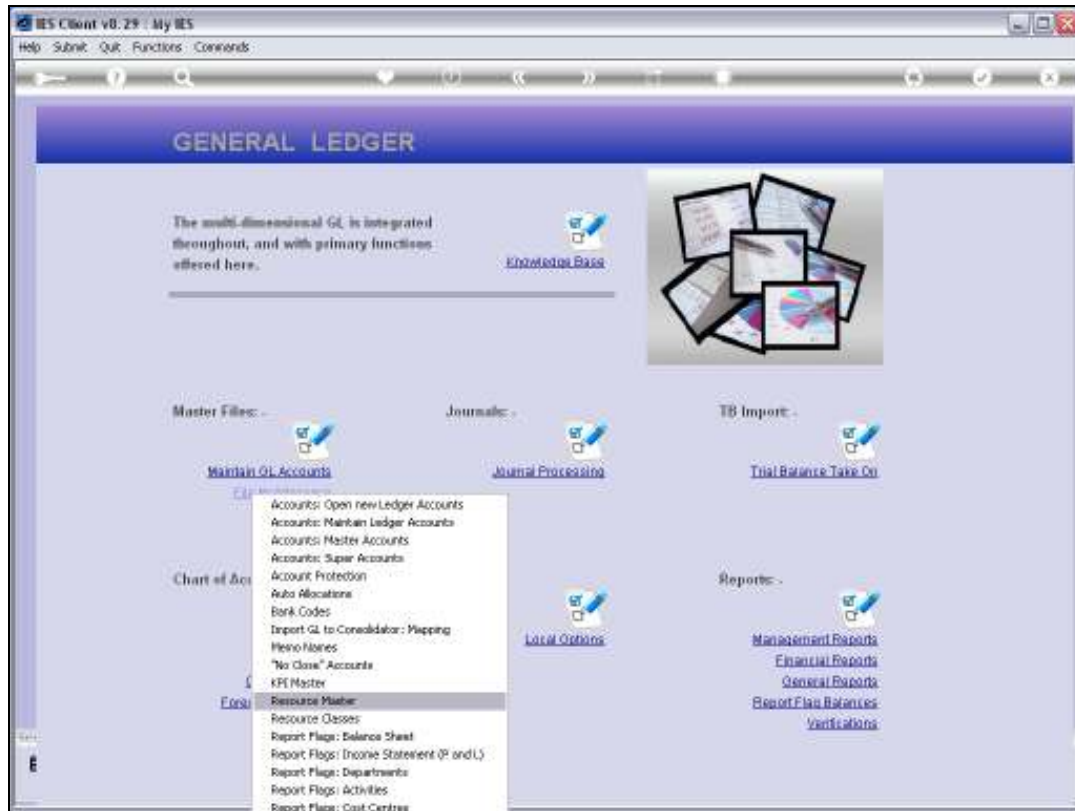 IES Client v8.29 : My IES
Help Submit Quit Functions Commands
GENERAL LEDGER
The multi-dimensional GL is integrated
throughout, and with primary functions
offered here.
Knowledge Base
Master Files: -
Journals: -
TB Import: -
Maintain GL Accounts
Journal Processing
Trial Balance Take On
File Maintenance
Accounts: Open new Ledger Accounts
Accounts: Maintain Ledger Accounts
Accounts: Master Accounts
Accounts: Super Accounts
Account Protection
Auto Allocations
Bank Codes
Import GL to Consolidator: Mapping
Memo Names
"No Close" Accounts
KPI Master
Resource Master
Resource Classes
Report Flags: Balance Sheet
Report Flags: Income Statement (P and L)
Report Flags: Departments
Report Flags: Activities
Report Flags: Cost Centres
Chart of Acc
Local Options
Reports: -
Management Reports
Financial Reports
General Reports
Report Flag Balances
Verifications